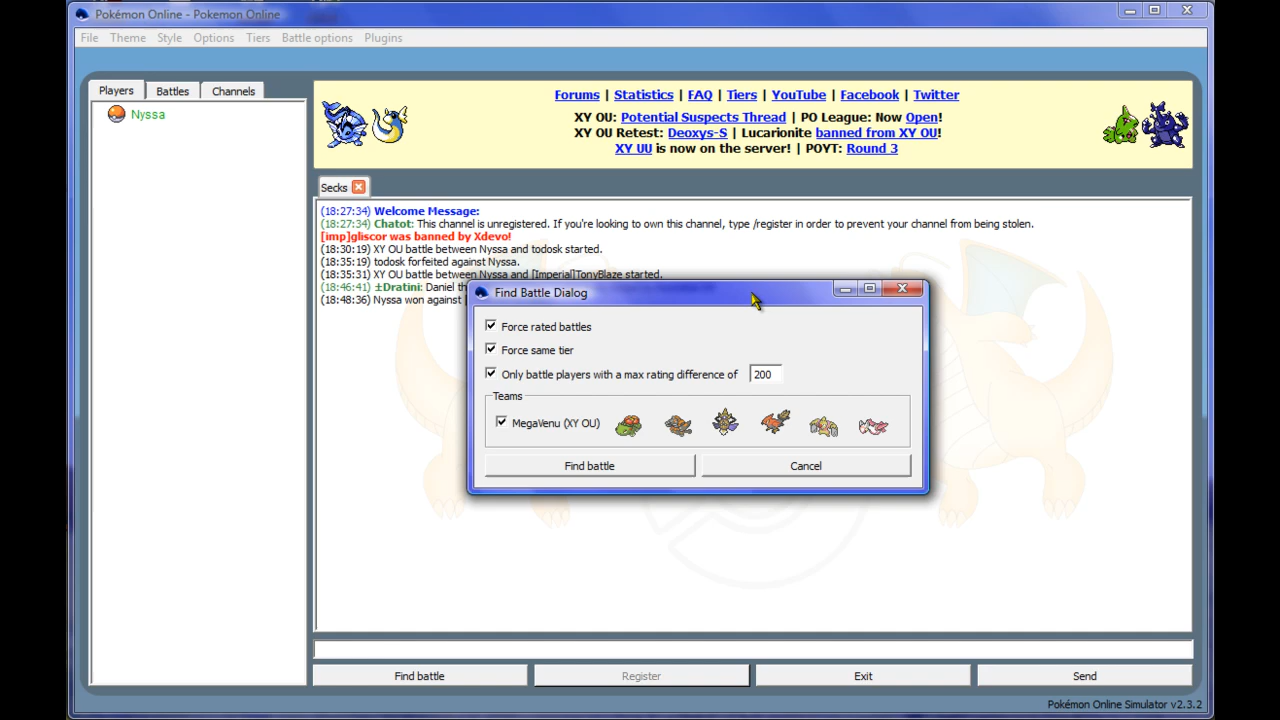 Pokémon Online - Pokemon Online
File Theme Style Options Tiers Battle options Plugins
Players Battles Channels
Nyssa
Forums | Statistics | FAQ | Tiers | YouTube | Facebook | Twitter
XY OU: Potential Suspects Thread | PO League: Now Open!
XY OU Retest: Deoxys-S | Lucarionite banned from XY OU!
XY UU is now on the server! | POYT: Round 3
Secks
(18:27:34) Welcome Message:
(18:27:34) Chatot: This channel is unregistered. If you're looking to own this channel, type /register in order to prevent your channel from being stolen.
[imp]gliscor was banned by Xdevo!
(18:30:19) XY OU battle between Nyssa and todosk started.
(18:35:19) todosk forfeited against Nyssa.
(18:35:31) XY OU battle between Nyssa and [Imperial]TonyBlaze started.
(18:46:41) ±Dratini: Daniel th
(18:48:36) Nyssa won against
Find Battle Dialog
Force rated battles
Force same tier
Only battle players with a max rating difference of 200
Teams
MegaVenu (XY OU)
Find battle Cancel
Find battle Register Exit Send
Pokémon Online Simulator v2.3.2